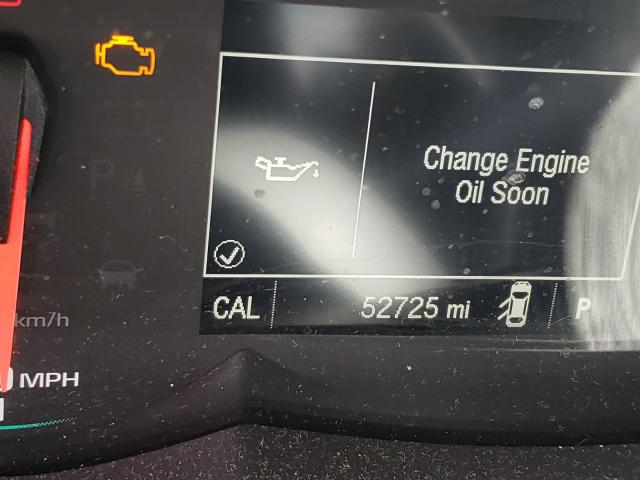 Change Engine
Oil Soon
CAL 52725 mi P
km/h
MPH